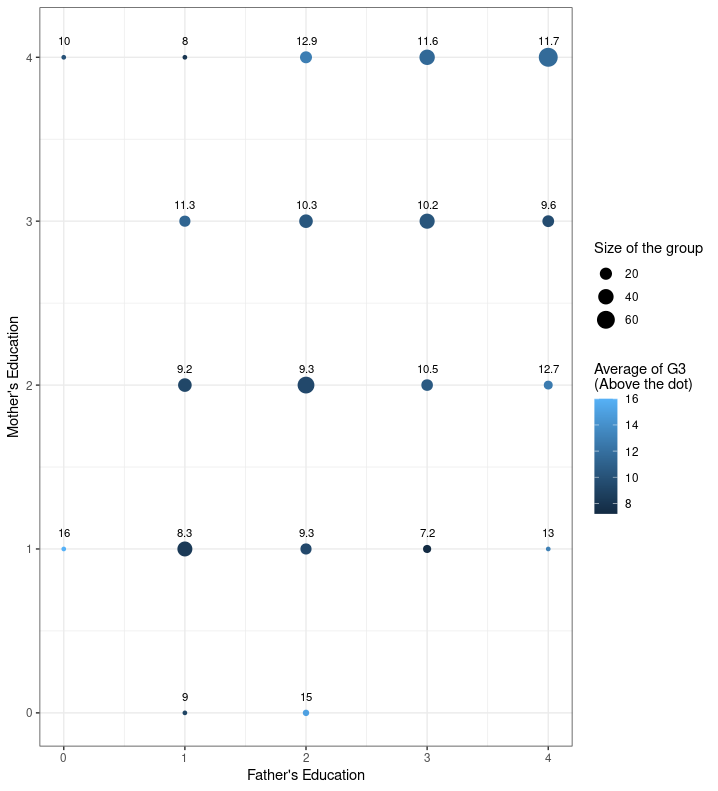 10 8 12.9 11.6 11.7
4
11.3 10.3 10.2 9.6
3
9.2 9.3 10.5 12.7
2
16 8.3 9.3 7.2 13
1
9 15
0
0 1 2 3 4
Father's Education
Mother's Education
Size of the group
20
40
60
Average of G3
(Above the dot)
16
14
12
10
8